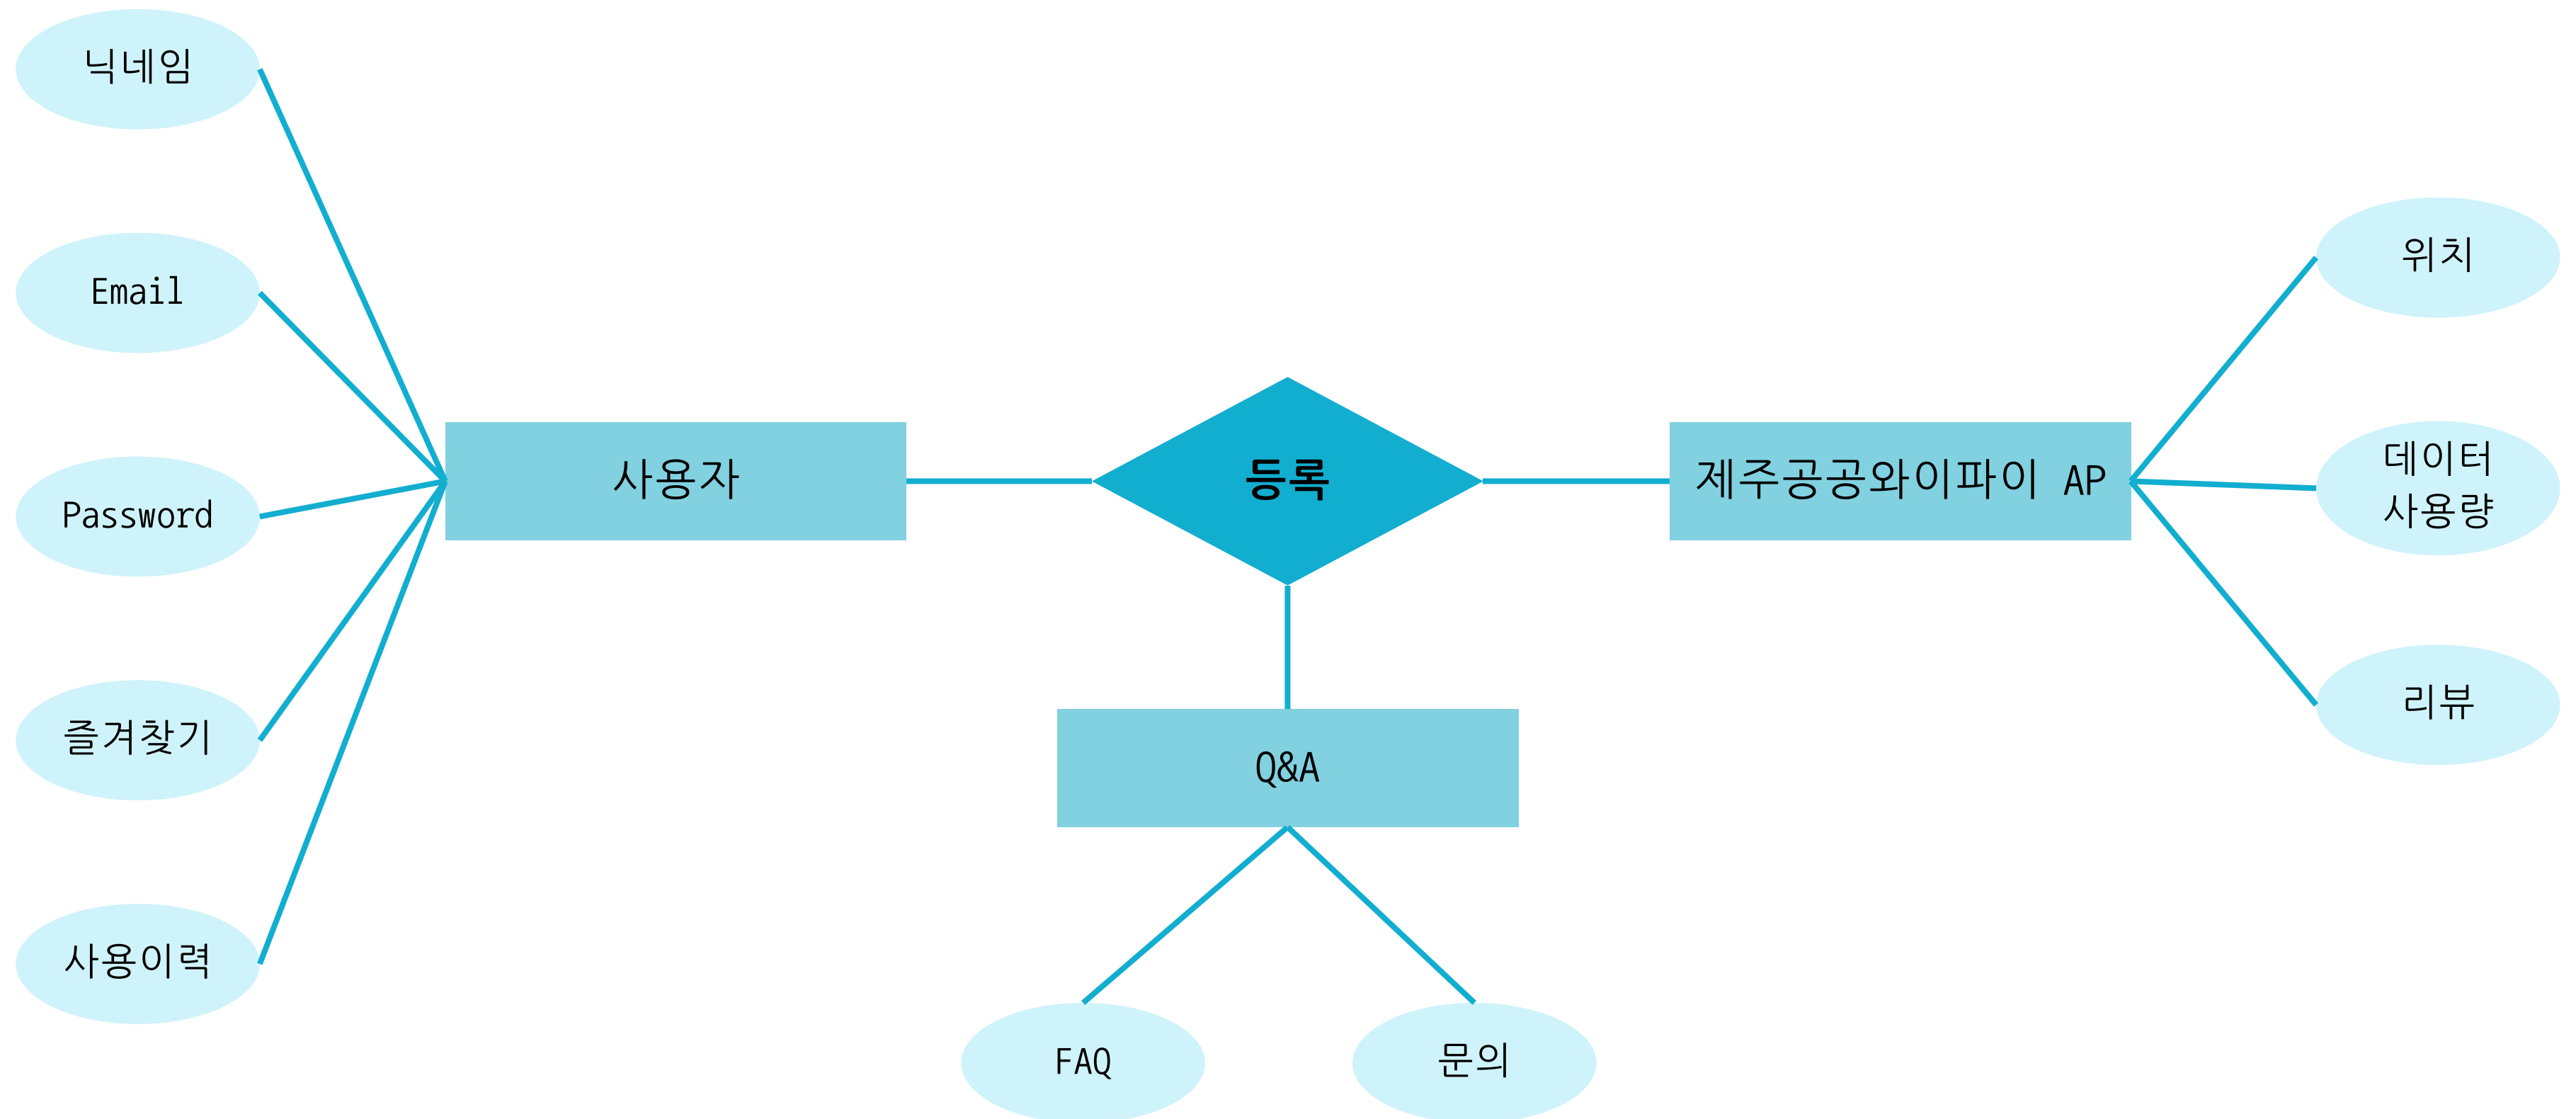 닉네임
Email
Password
즐겨찾기
사용이력
사용자
등록
제주공공와이파이 AP
위치
데이터
사용량
리뷰
Q&A
FAQ
문의